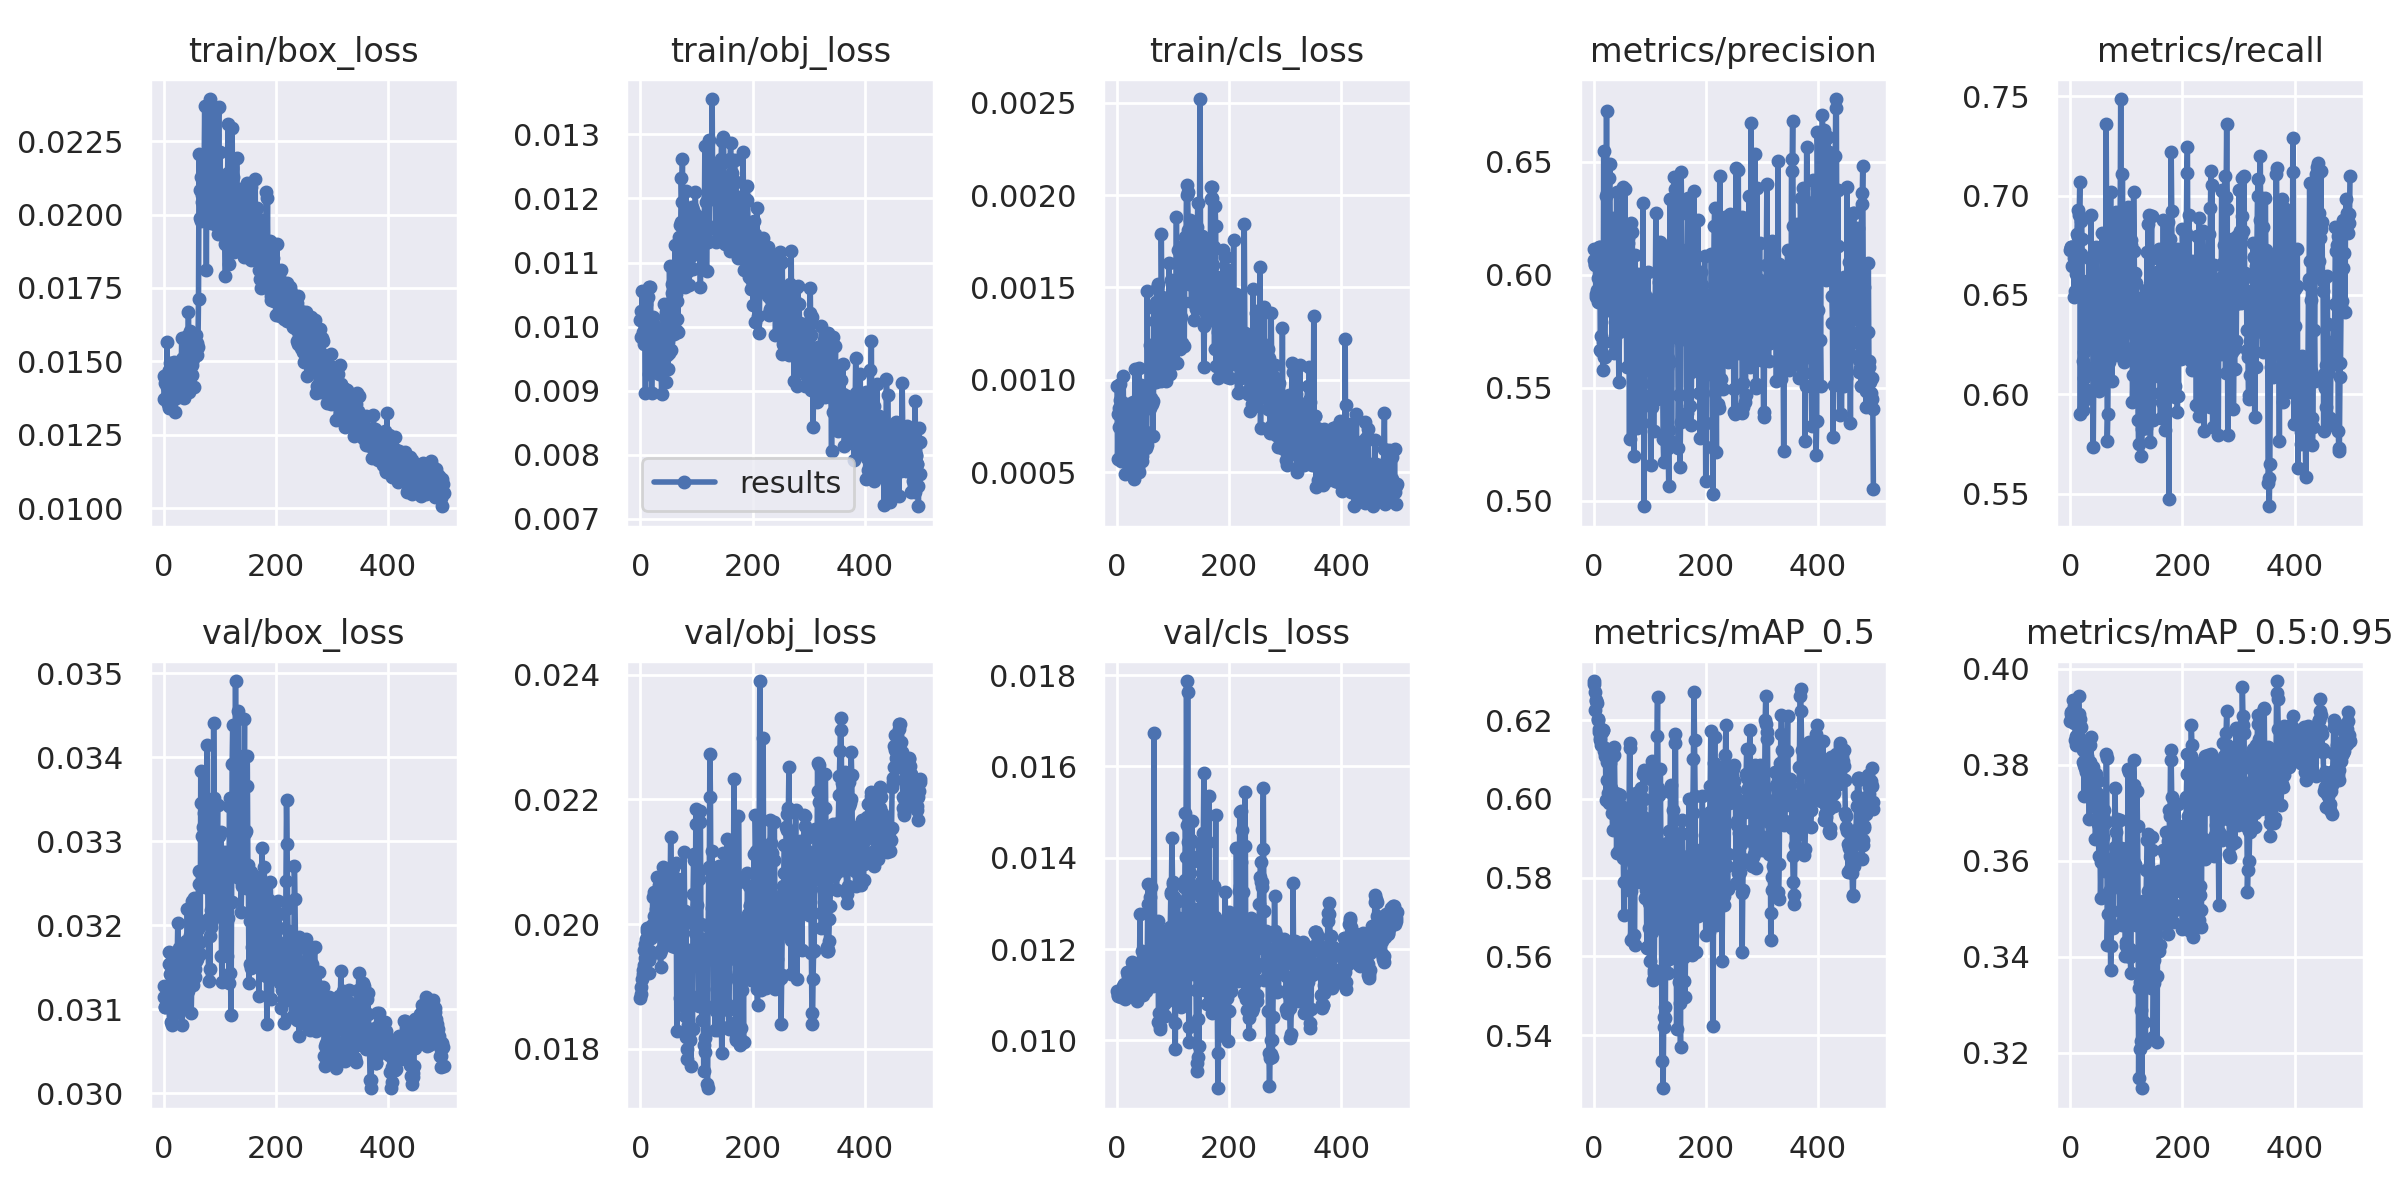 train/box_loss
0.0225
0.0200
0.0175
0.0150
0.0125
0.0100
0 200 400
train/obj_loss
0.013
0.012
0.011
0.010
0.009
0.008
0.007
results
0 200 400
train/cls_loss
0.0025
0.0020
0.0015
0.0010
0.0005
0 200 400
metrics/precision
0.65
0.60
0.55
0.50
0 200 400
metrics/recall
0.75
0.70
0.65
0.60
0.55
0 200 400
val/box_loss
0.035
0.034
0.033
0.032
0.031
0.030
0 200 400
val/obj_loss
0.024
0.022
0.020
0.018
0 200 400
val/cls_loss
0.018
0.016
0.014
0.012
0.010
0 200 400
metrics/mAP_0.5
0.62
0.60
0.58
0.56
0.54
0 200 400
metrics/mAP_0.5:0.95
0.40
0.38
0.36
0.34
0.32
0 200 400